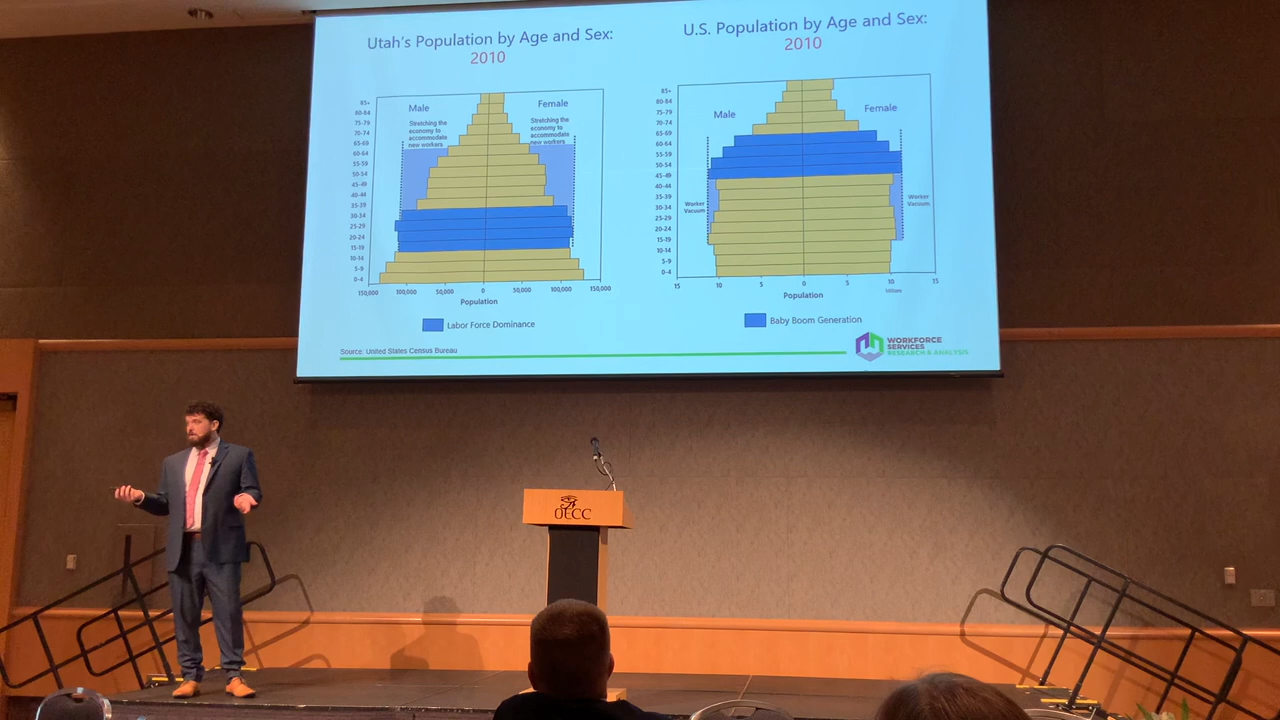 Utah's Population by Age and Sex:
2010
Male
Female
Stretching the
economy to
accommodate
new workers
Stretching the
economy to
accommodate
new workers
85+
80-84
75-79
70-74
65-69
60-64
55-59
50-54
45-49
40-44
35-39
30-34
25-29
20-24
15-19
10-14
5-9
0-4
150,000 100,000 50,000 0 50,000 100,000 150,000
Population
Labor Force Dominance
U.S. Population by Age and Sex:
2010
Male
Female
85+
80-84
75-79
70-74
65-69
60-64
55-59
50-54
45-49
40-44
35-39
30-34
25-29
20-24
15-19
10-14
5-9
0-4
Worker
Vacuum
Worker
Vacuum
15 10 5 0 5 10 15
Millions
Population
Baby Boom Generation
Source: United States Census Bureau
WORKFORCE
SERVICES
RESEARCH & ANALYSIS
OECC